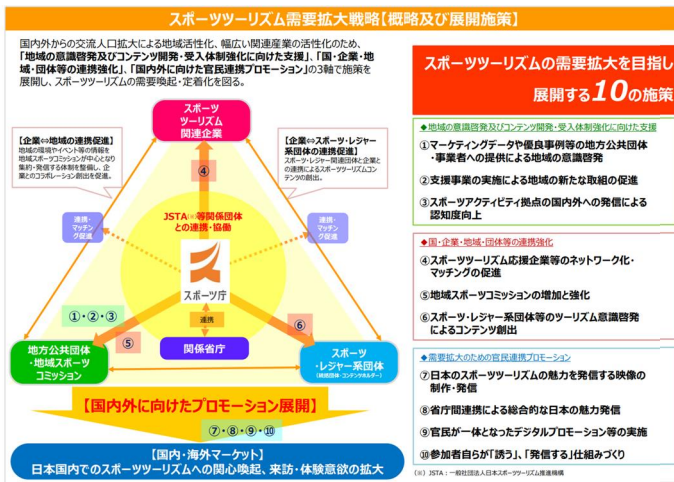 スポーツツーリズム需要拡大戦略【概略及び展開施策】
国内外からの交流人口拡大による地域活性化、幅広い関連産業の活性化のため、
「地域の意識啓発及びコンテンツ開発・受入体制強化に向けた支援」、「国・企業・地
域・団体等の連携強化」、「国内外に向けた官民連携プロモーション」の3軸で施策を
展開し、スポーツツーリズムの需要喚起・定着化を図る。
スポーツ
ツーリズム
関連企業
【企業⇔地域の連携促進】
地域の環境やイベント等の情報を
地域スポーツコミッションが中心となり
集約・発信する体制を整備し、企
業とのコラボレーション創出を促進。
【企業⇔スポーツ・レジャー
系団体の連携促進】
スポーツ・レジャー関連団体と企業と
の連携によるスポーツツーリズムコン
テンツの創出。
④
JSTA(※)等関係団体
との連携・協働
連携・
マッチン
グ促進
連携・
マッチン
グ促進
スポーツ庁
①・②・③
⑤
連携
⑥
関係省庁
地方公共団体
・地域スポーツ
コミッション
スポーツ
・レジャー系団体
(統括団体・コンテンツホルダー)
【国内外に向けたプロモーション展開】
⑦・⑧・⑨・⑩
【国内・海外マーケット】
日本国内でのスポーツツーリズムへの関心喚起、来訪・体験意欲の拡大
スポーツツーリズムの需要拡大を目指し
展開する10の施策
◆地域の意識啓発及びコンテンツ開発・受入体制強化に向けた支援
①マーケティングデータや優良事例等の地方公共団体
・事業者への提供による地域の意識啓発
②支援事業の実施による地域の新たな取組の促進
③スポーツアクティビティ拠点の国内外への発信による
認知度向上
◆国・企業・地域・団体等の連携強化
④スポーツツーリズム応援企業等のネットワーク化・
マッチングの促進
⑤地域スポーツコミッションの増加と強化
⑥スポーツ・レジャー系団体等のツーリズム意識啓発
によるコンテンツ創出
◆需要拡大のための官民連携プロモーション
⑦日本のスポーツツーリズムの魅力を発信する映像の
制作・発信
⑧省庁間連携による総合的な日本の魅力発信
⑨官民が一体となったデジタルプロモーション等の実施
⑩参加者自らが「誘う」、「発信する」仕組みづくり
(※) JSTA：一般社団法人日本スポーツツーリズム推進機構